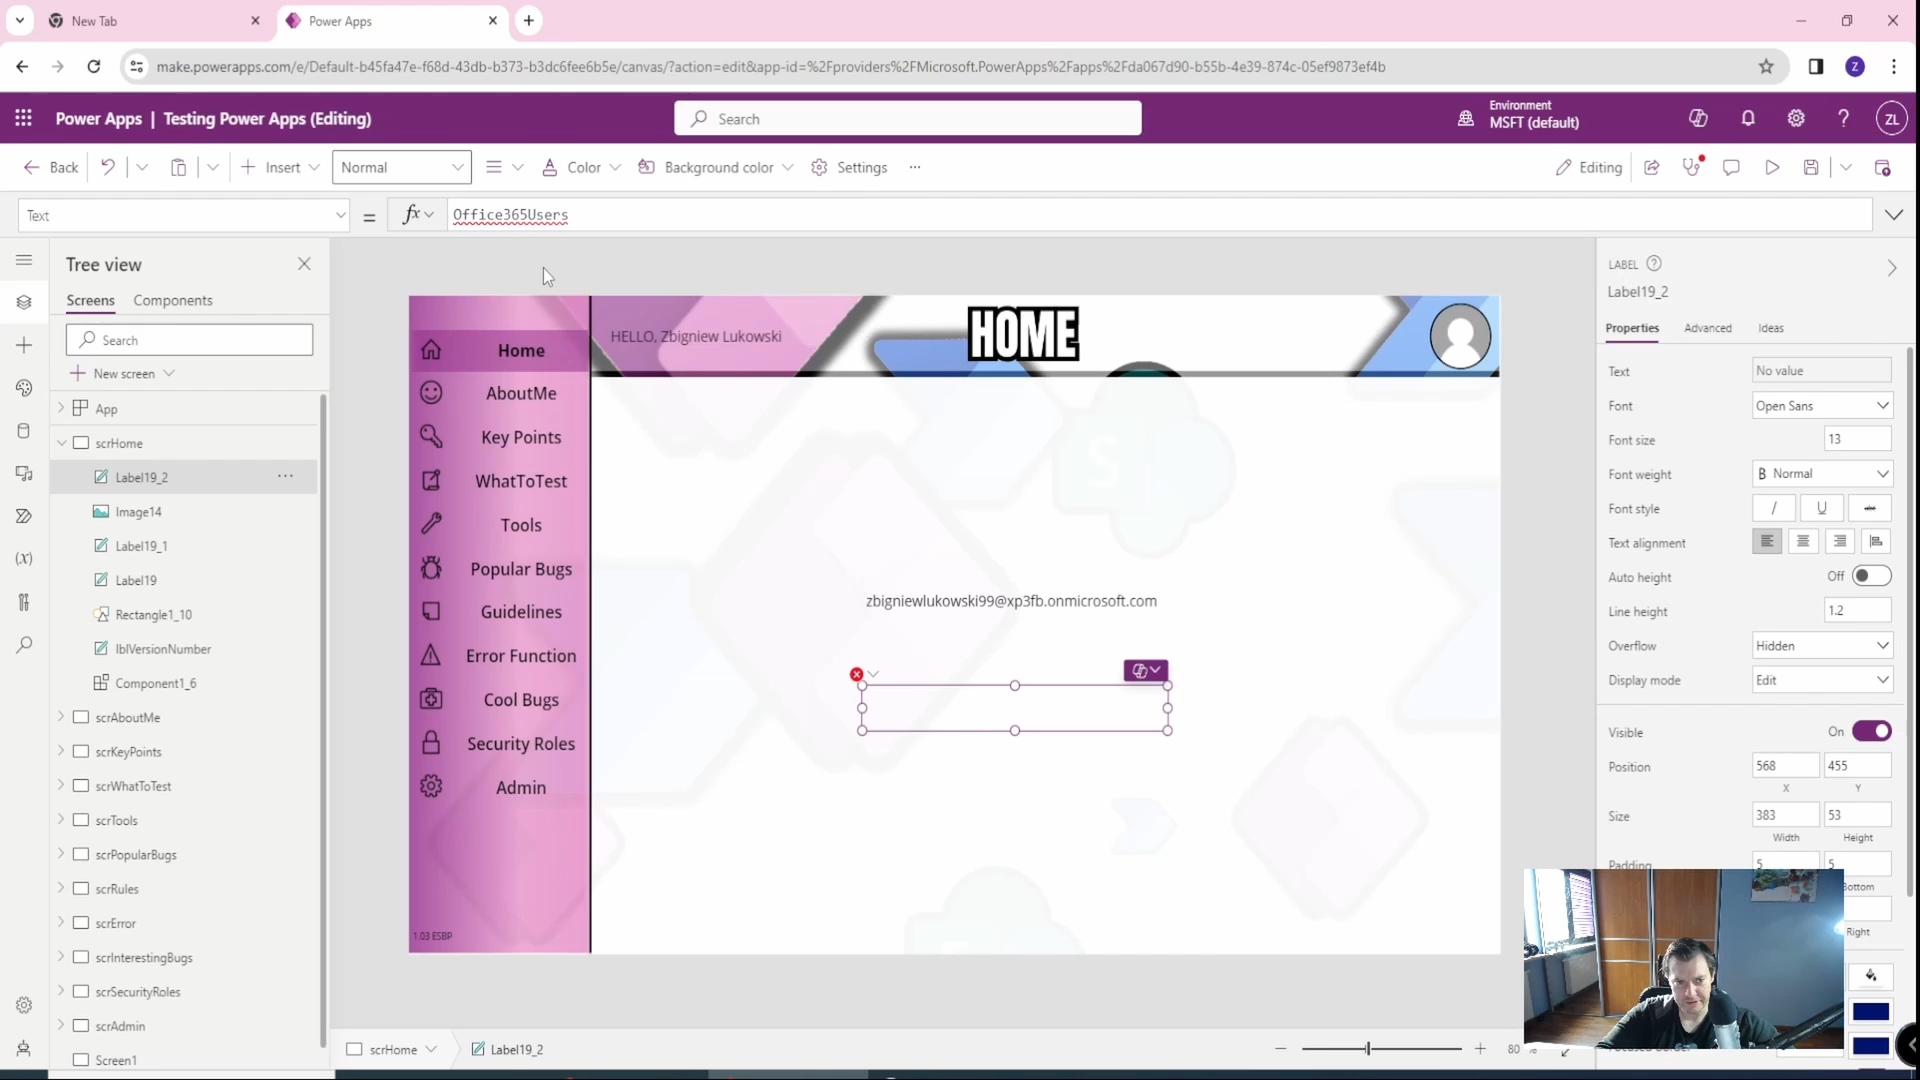 New Tab
Power Apps
make.powerapps.com/e/Default-b45fa47e-f68d-43db-b373-b3dc6fee6b5e/canvas/?action=edit&app-id=%2Fproviders%2FMicrosoft.PowerApps%2Fapps%2Fda067d90-b55b-4e39-874c-05ef9873ef4b
Z
Power Apps | Testing Power Apps (Editing)
Search
Environment
MSFT (default)
ZL
Back
Insert
Normal
Color
Background color
Settings
Editing
Text
=
fx
Office365Users
Tree view
Screens
Components
Search
New screen
App
scrHome
Label19_2
Image14
Label19_1
Label19
Rectangle1_10
lblVersionNumber
Component1_6
scrAboutMe
scrKeyPoints
scrWhatToTest
scrTools
scrPopularBugs
scrRules
scrError
scrInterestingBugs
scrSecurityRoles
scrAdmin
Screen1
Home
AboutMe
Key Points
WhatToTest
Tools
Popular Bugs
Guidelines
Error Function
Cool Bugs
Security Roles
Admin
1.03 ESBP
HELLO, Zbigniew Lukowski
HOME
S
zbigniewlukowski99@xp3fb.onmicrosoft.com
scrHome
Label19_2
80 %
LABEL
Label19_2
Properties
Advanced
Ideas
Text
No value
Font
Open Sans
Font size
13
Font weight
B Normal
Font style
Text alignment
Auto height
Off
Line height
1.2
Overflow
Hidden
Display mode
Edit
Visible
On
Position
568
455
X
Y
Size
383
53
Width
Height
Padding
5
5
Bottom
Right